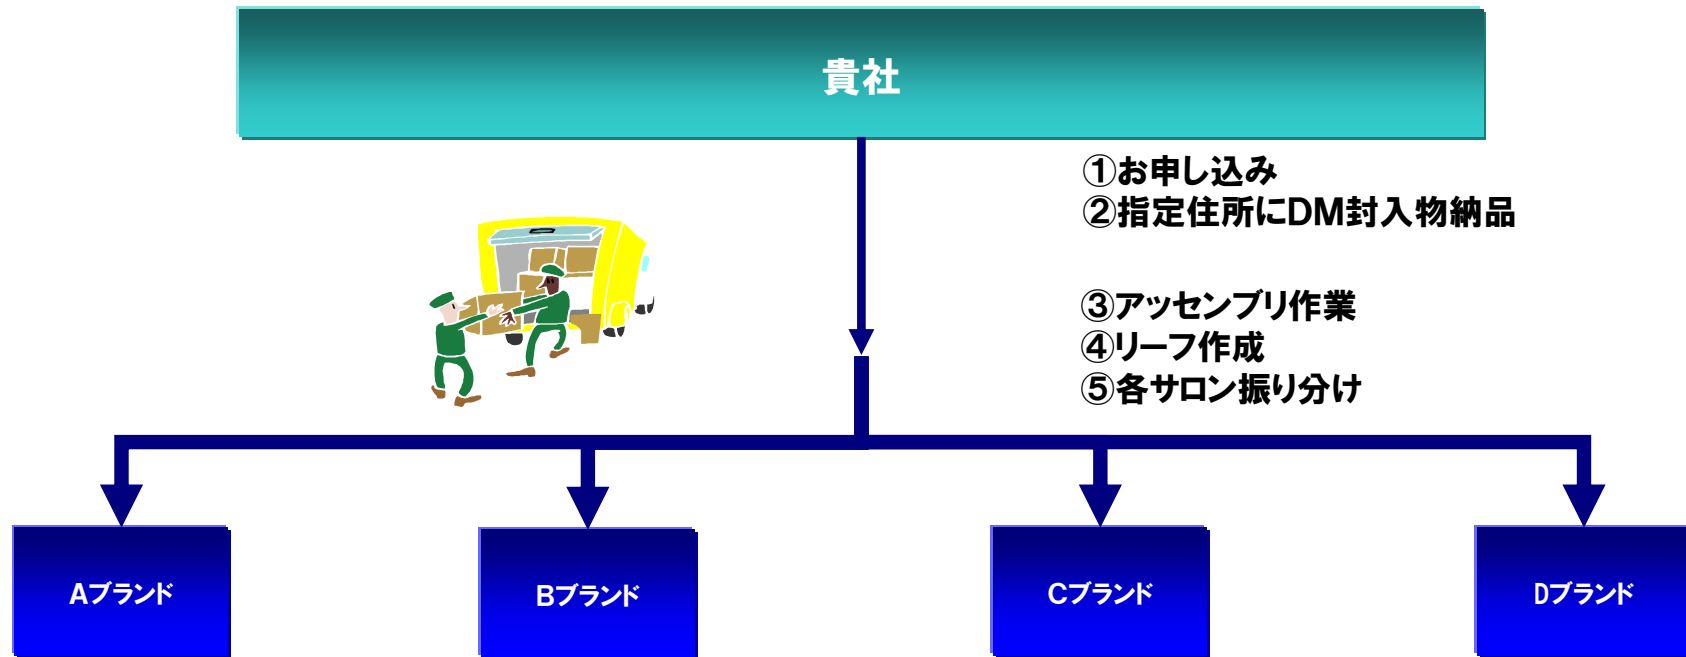 貴社
①お申し込み
②指定住所にDM封入物納品
③アッセンブリ作業
④リーフ作成
⑤各サロン振り分け
Aブランド
Bブランド
Cブランド
Dブランド